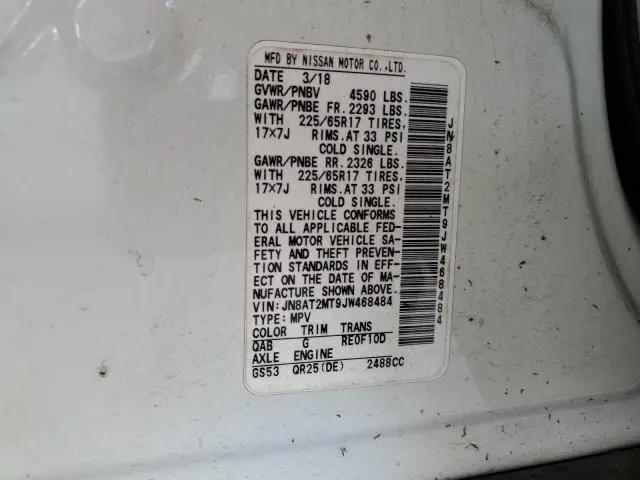 MFD BY NISSAN MOTOR CO.,LTD.
DATE 3/18
GVWR/PNBV 4590 LBS.
GAWR/PNBE FR. 2293 LBS.
WITH 225/65R17 TIRES,
17×7J RIMS.AT 33 PSI
COLD SINGLE.
GAWR/PNBE RR. 2326 LBS.
WITH 225/65R17 TIRES,
17×7J RIMS.AT 33 PSI
COLD SINGLE.
THIS VEHICLE CONFORMS
TO ALL APPLICABLE FED-
ERAL MOTOR VEHICLE SA-
FETY AND THEFT PREVEN-
TION STANDARDS IN EFF-
ECT ON THE DATE OF MA-
NUFACTURE SHOWN ABOVE.
VIN: JN8AT2MT9JW468484
TYPE: MPV
COLOR TRIM TRANS
QAB G RE0F10D
AXLE ENGINE
GS53 QR25(DE) 2488CC
JN8AT2MT9JW468484